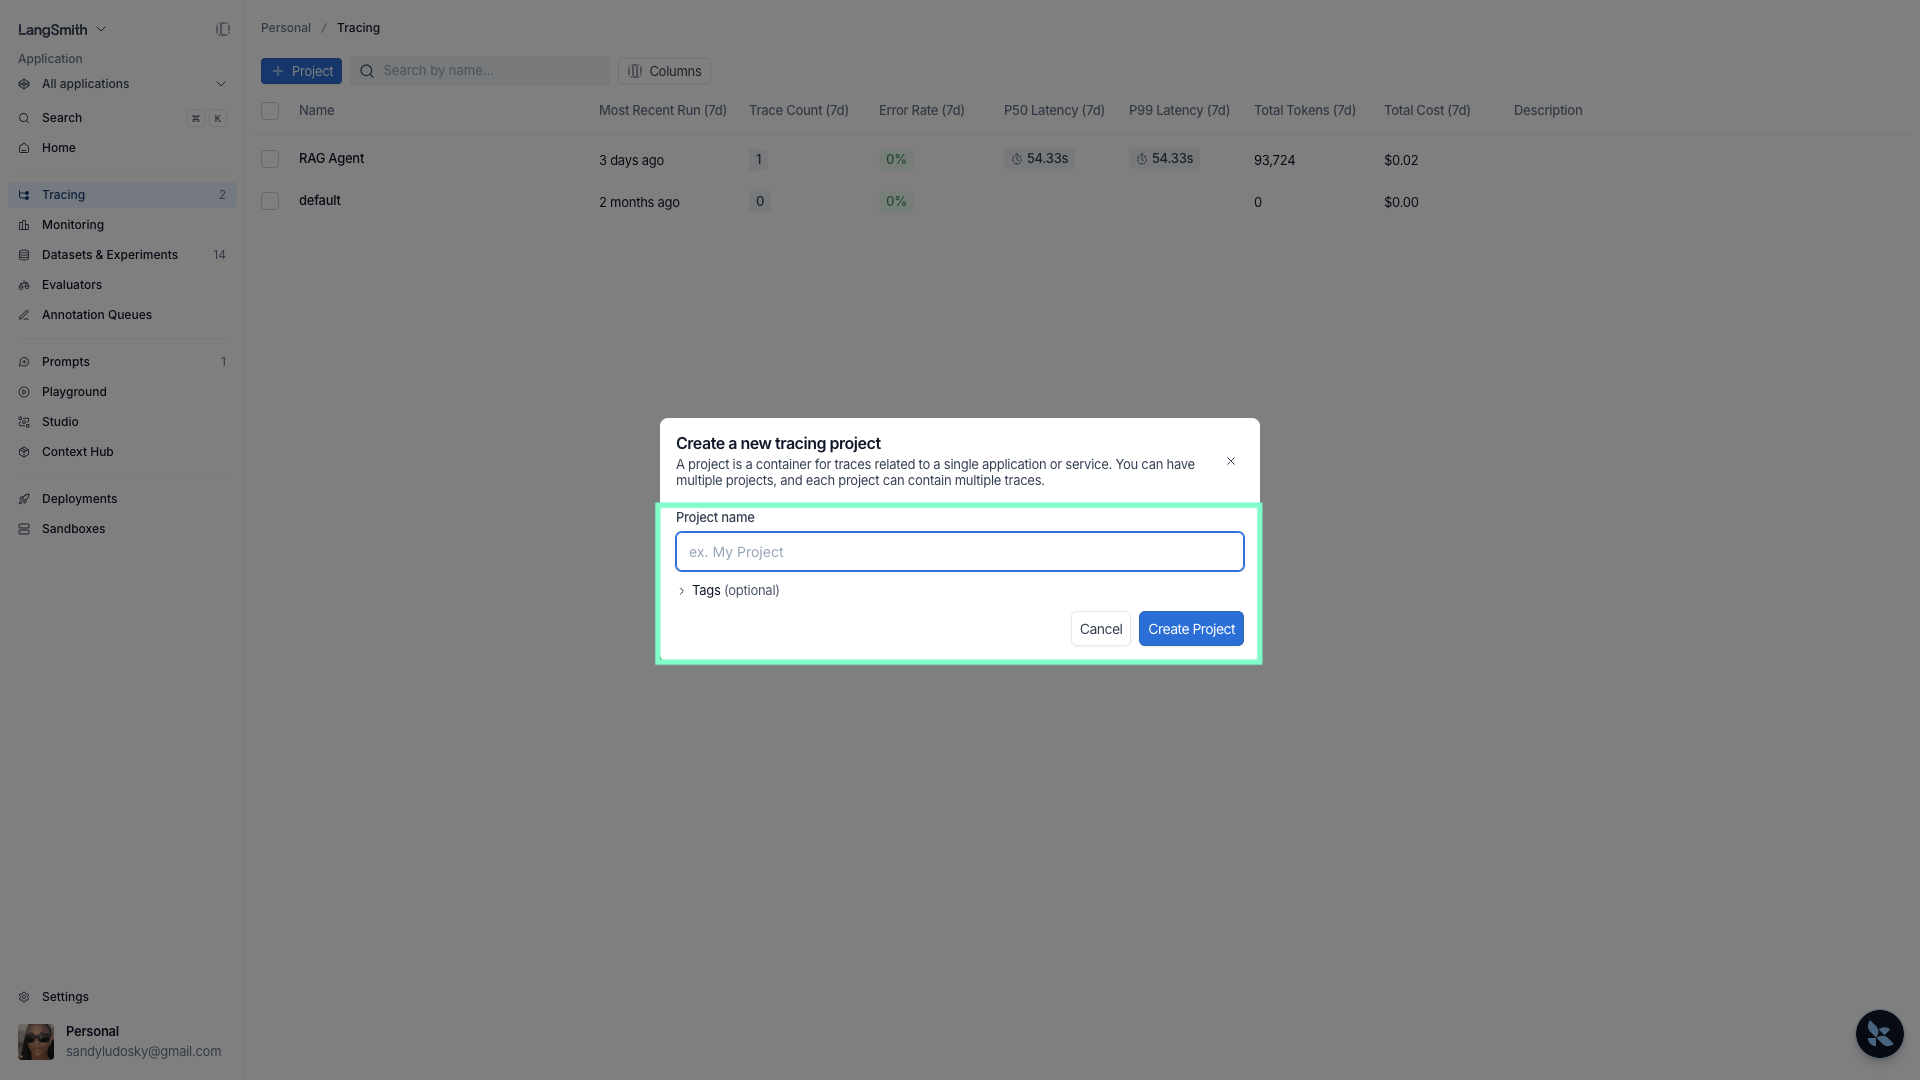 LangSmith
Application
All applications
Search ⌘ K
Home
Tracing 2
Monitoring
Datasets & Experiments 14
Evaluators
Annotation Queues
Prompts 1
Playground
Studio
Context Hub
Deployments
Sandboxes
Settings
Personal
sandyludosky@gmail.com
Personal / Tracing
+ Project
Search by name...
Columns
Name Most Recent Run (7d) Trace Count (7d) Error Rate (7d) P50 Latency (7d) P99 Latency (7d) Total Tokens (7d) Total Cost (7d) Description
RAG Agent 3 days ago 1 0% 54.33s 54.33s 93,724 $0.02
default 2 months ago 0 0% 0 $0.00
Create a new tracing project
A project is a container for traces related to a single application or service. You can have
multiple projects, and each project can contain multiple traces.
Project name
ex. My Project
Tags (optional)
Cancel
Create Project